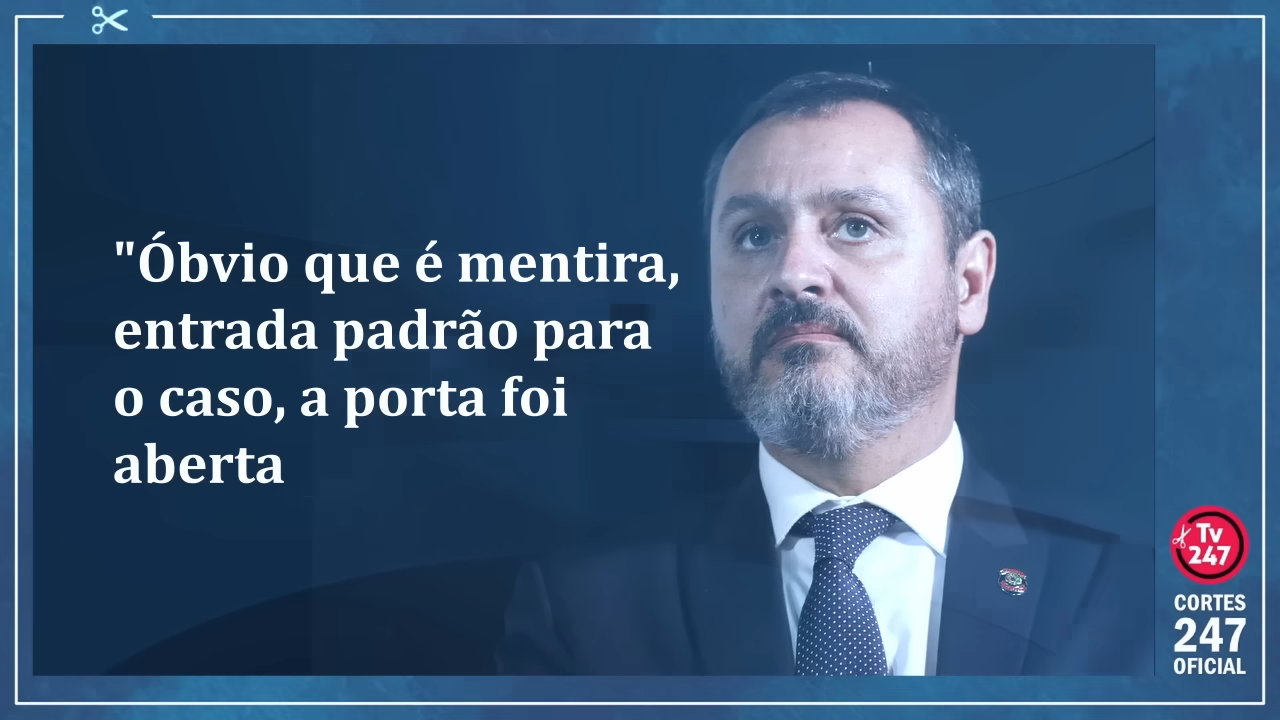 "Óbvio que é mentira,
entrada padrão para
o caso, a porta foi
aberta
Tv
247
CORTES
247
OFICIAL